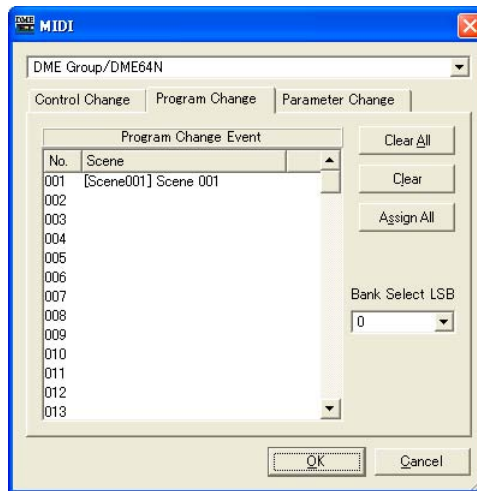 DME MIDI
DME Group/DME64N
Control Change Program Change Parameter Change
Program Change Event
No. Scene
001 [Scene001] Scene 001
002
003
004
005
006
007
008
009
010
011
012
013
Clear All
Clear
Assign All
Bank Select LSB
0
OK Cancel